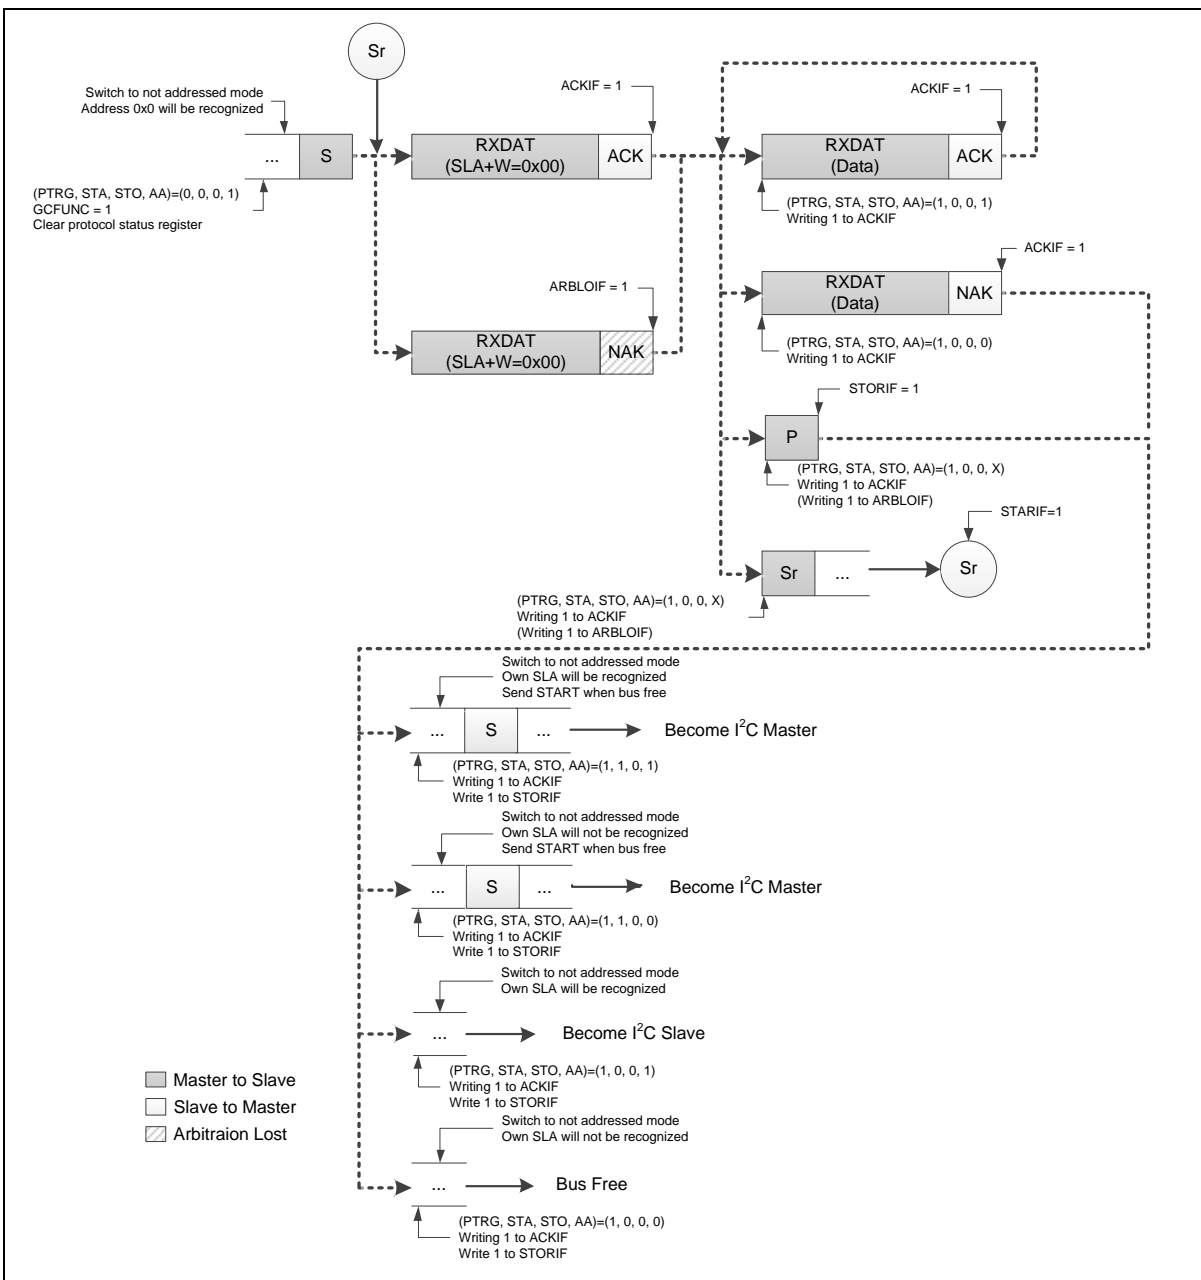 Sr
Switch to not addressed mode
Address 0x0 will be recognized
... S
(PTRG, STA, STO, AA)=(0, 0, 0, 1)
GCFUNC = 1
Clear protocol status register
ACKIF = 1
RXDAT
(SLA+W=0x00)
ACK
ACKIF = 1
RXDAT
(Data)
ACK
(PTRG, STA, STO, AA)=(1, 0, 0, 1)
Writing 1 to ACKIF
ARBLOIF = 1
RXDAT
(SLA+W=0x00)
NAK
ACKIF = 1
RXDAT
(Data)
NAK
(PTRG, STA, STO, AA)=(1, 0, 0, 0)
Writing 1 to ACKIF
STORIF = 1
P
(PTRG, STA, STO, AA)=(1, 0, 0, X)
Writing 1 to ACKIF
(Writing 1 to ARBLOIF)
STARIF=1
Sr ...
Sr
(PTRG, STA, STO, AA)=(1, 0, 0, X)
Writing 1 to ACKIF
(Writing 1 to ARBLOIF)
Switch to not addressed mode
Own SLA will be recognized
Send START when bus free
... S ...
Become I²C Master
(PTRG, STA, STO, AA)=(1, 1, 0, 1)
Writing 1 to ACKIF
Write 1 to STORIF
Switch to not addressed mode
Own SLA will not be recognized
Send START when bus free
... S ...
Become I²C Master
(PTRG, STA, STO, AA)=(1, 1, 0, 0)
Writing 1 to ACKIF
Write 1 to STORIF
Switch to not addressed mode
Own SLA will be recognized
...
Become I²C Slave
(PTRG, STA, STO, AA)=(1, 0, 0, 1)
Writing 1 to ACKIF
Write 1 to STORIF
Switch to not addressed mode
Own SLA will not be recognized
...
Bus Free
(PTRG, STA, STO, AA)=(1, 0, 0, 0)
Writing 1 to ACKIF
Write 1 to STORIF
Master to Slave
Slave to Master
Arbitraion Lost